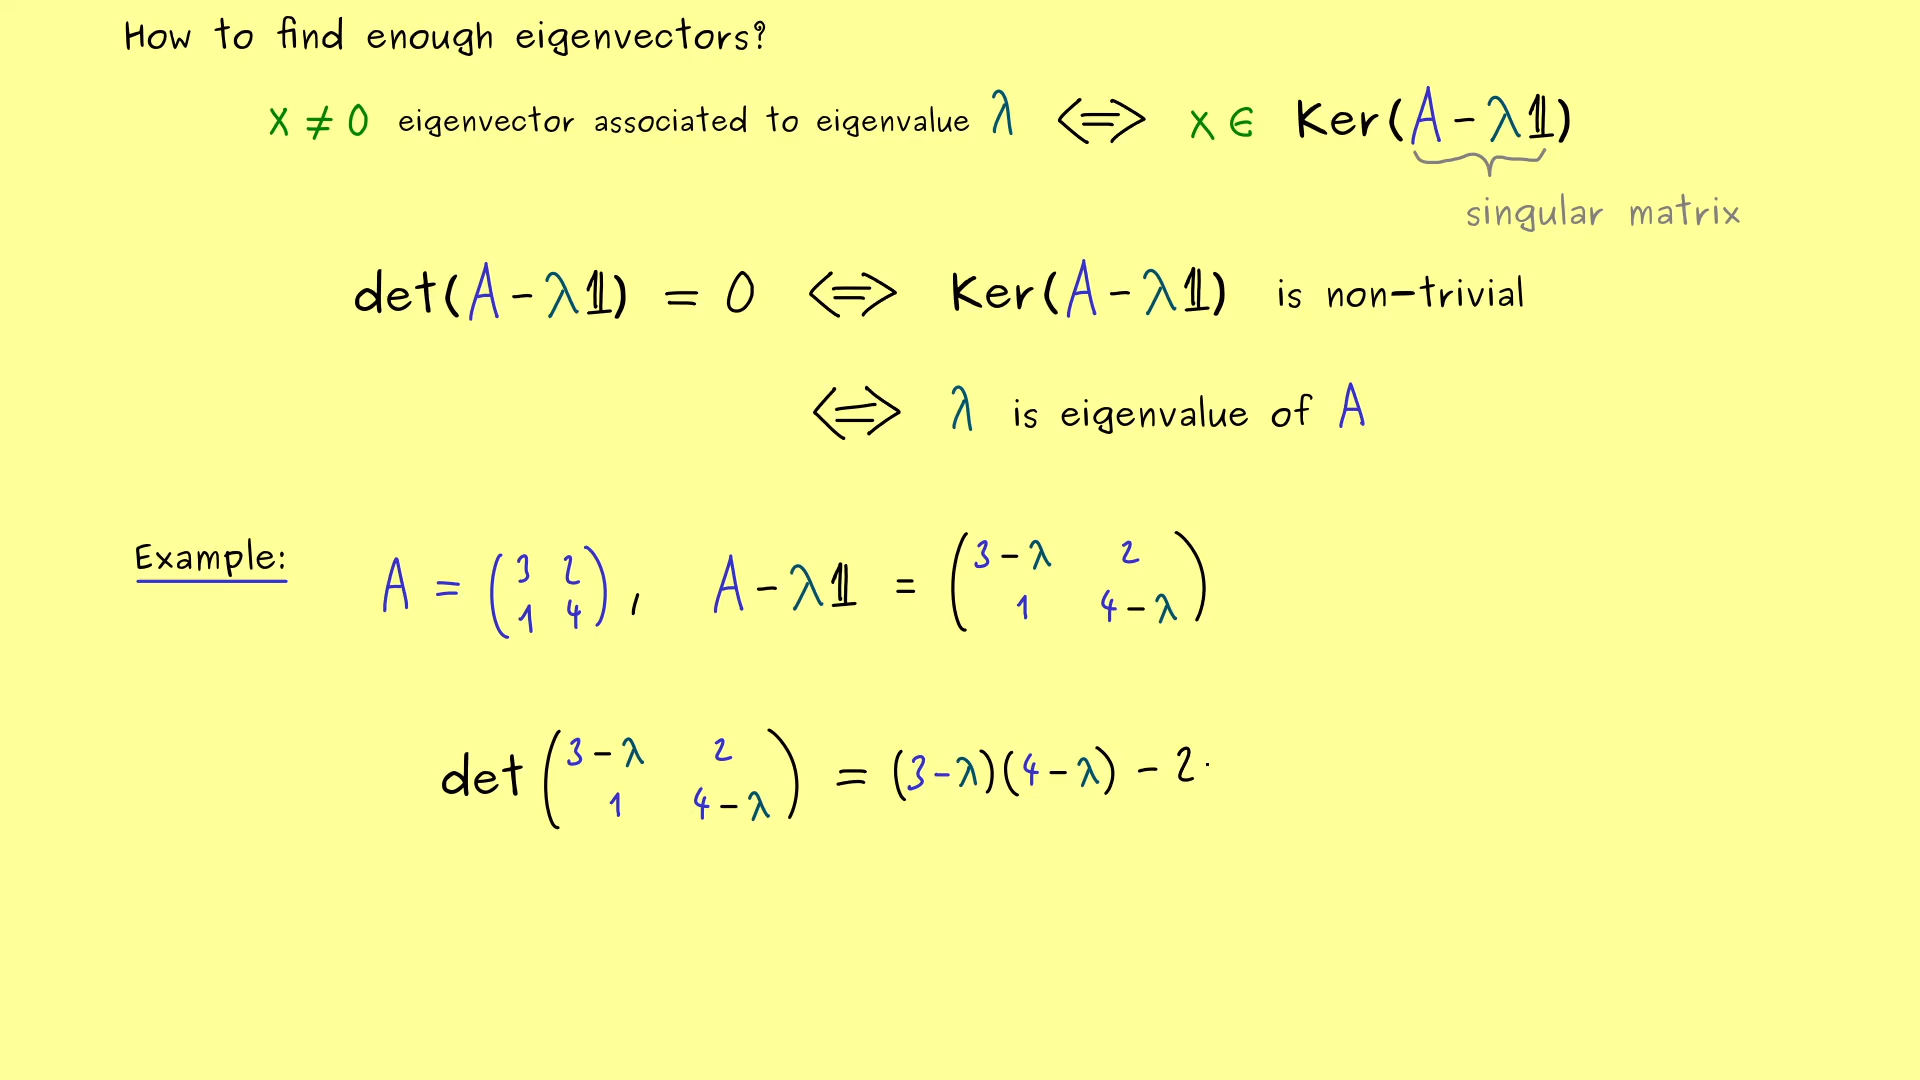 How to find enough eigenvectors?
x ≠ 0 eigenvector associated to eigenvalue λ ⟺ x ∈ Ker(A - λ𝟙)
singular matrix
det(A - λ𝟙) = 0 ⟺ Ker(A - λ𝟙) is non-trivial
⟺ λ is eigenvalue of A
Example: A = (3 2 1 4), A - λ𝟙 = (3 - λ 2 1 4 - λ)
det (3 - λ 2 1 4 - λ) = (3 - λ)(4 - λ) - 2 ·